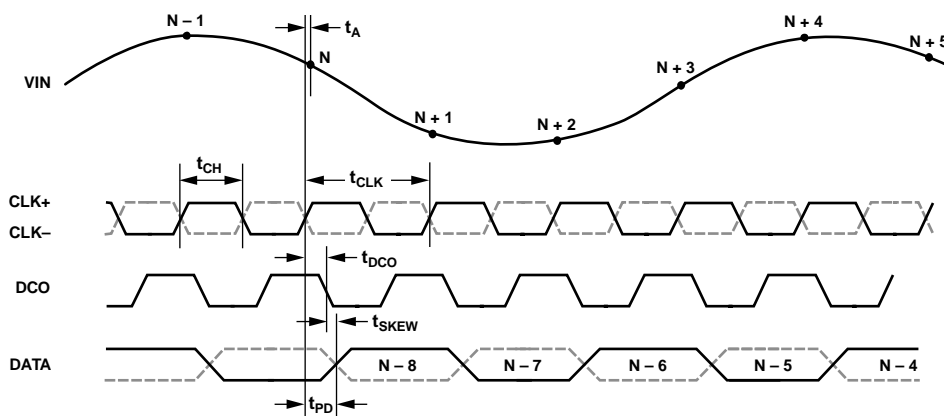 N – 1
t_A
N
N + 4
N + 5
VIN
N + 3
N + 1
N + 2
t_CH
t_CLK
CLK+
CLK–
t_DCO
DCO
t_SKEW
DATA
N – 8
N – 7
N – 6
N – 5
N – 4
t_PD